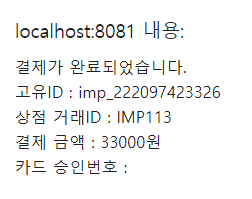 localhost:8081 내용:
결제가 완료되었습니다.
고유ID : imp_222097423326
상점 거래ID : IMP113
결제 금액 : 33000원
카드 승인번호 :